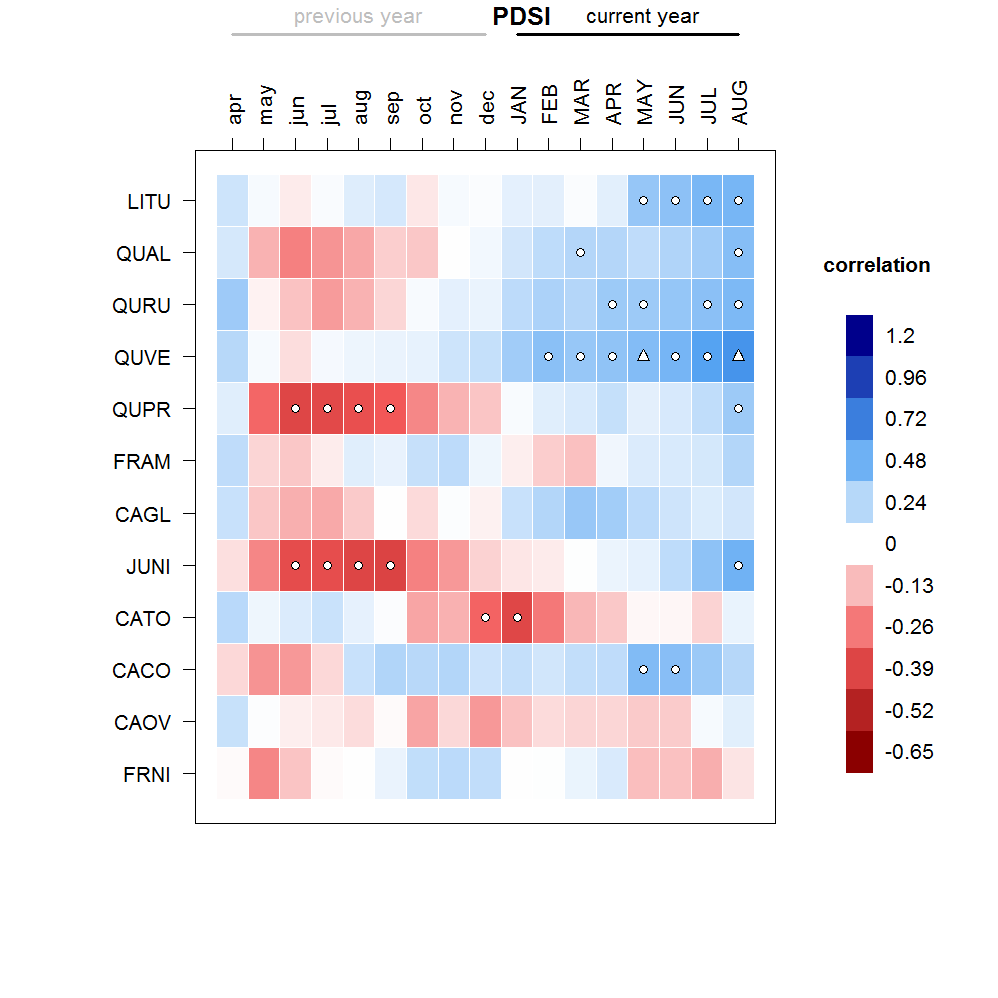 previous year PDSI current year
apr may jun jul aug sep oct nov dec JAN FEB MAR APR MAY JUN JUL AUG
LITU
QUAL
QURU
QUVE
QUPR
FRAM
CAGL
JUNI
CATO
CACO
CAOV
FRNI
correlation
1.2
0.96
0.72
0.48
0.24
0
-0.13
-0.26
-0.39
-0.52
-0.65